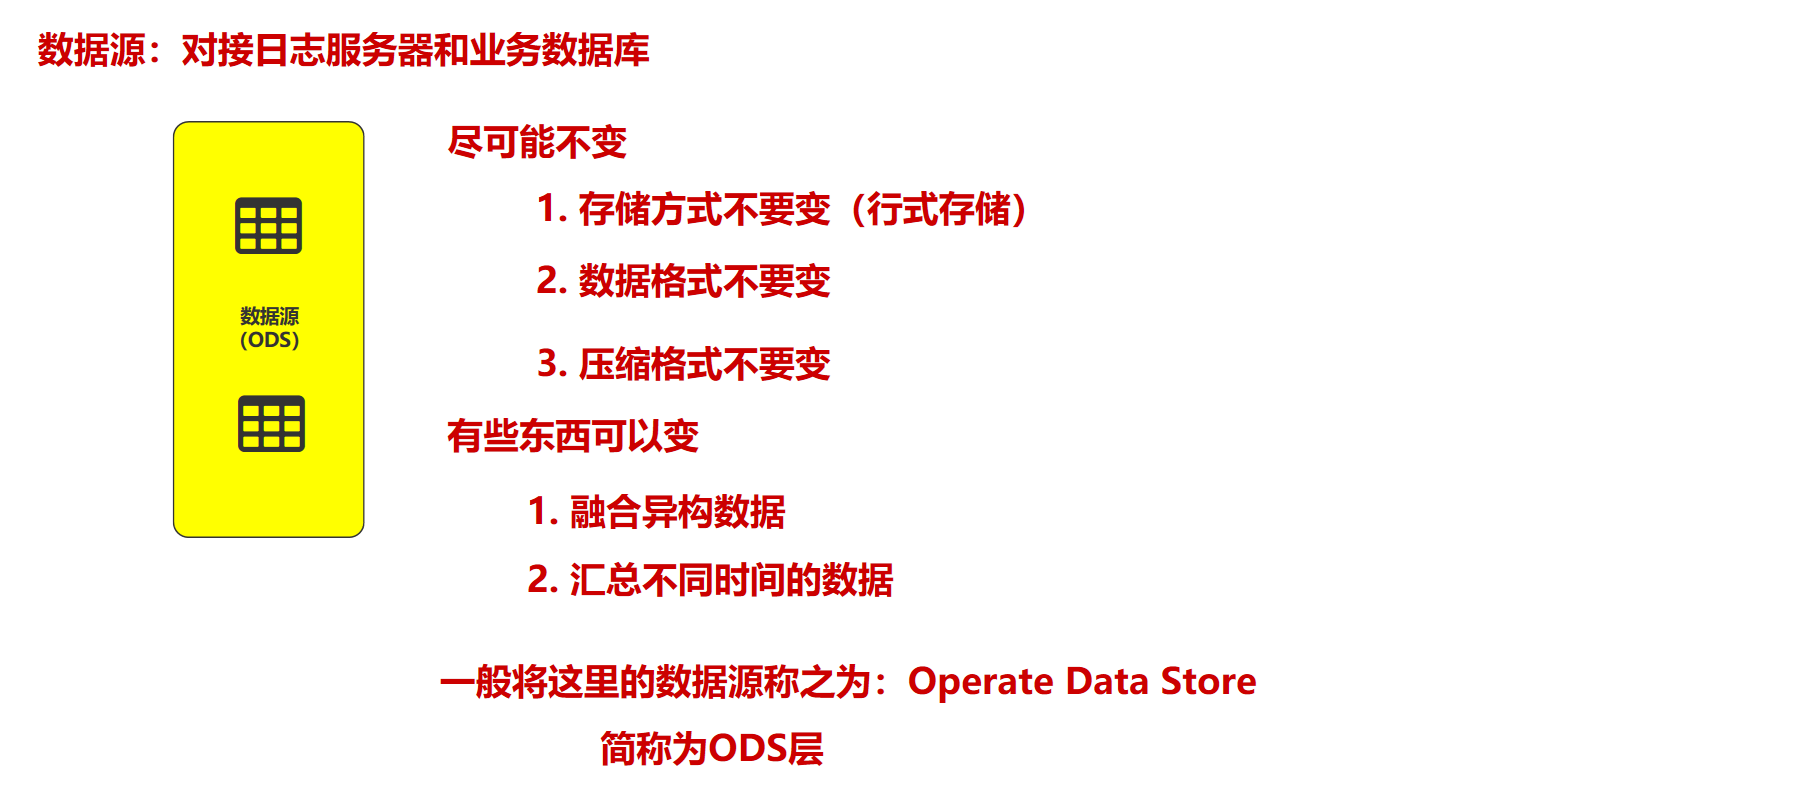 数据源：对接日志服务器和业务数据库
尽可能不变
1. 存储方式不要变（行式存储）
2. 数据格式不要变
数据源
（ODS）
3. 压缩格式不要变
有些东西可以变
1. 融合异构数据
2. 汇总不同时间的数据
一般将这里的数据源称之为：Operate Data Store
简称为ODS层